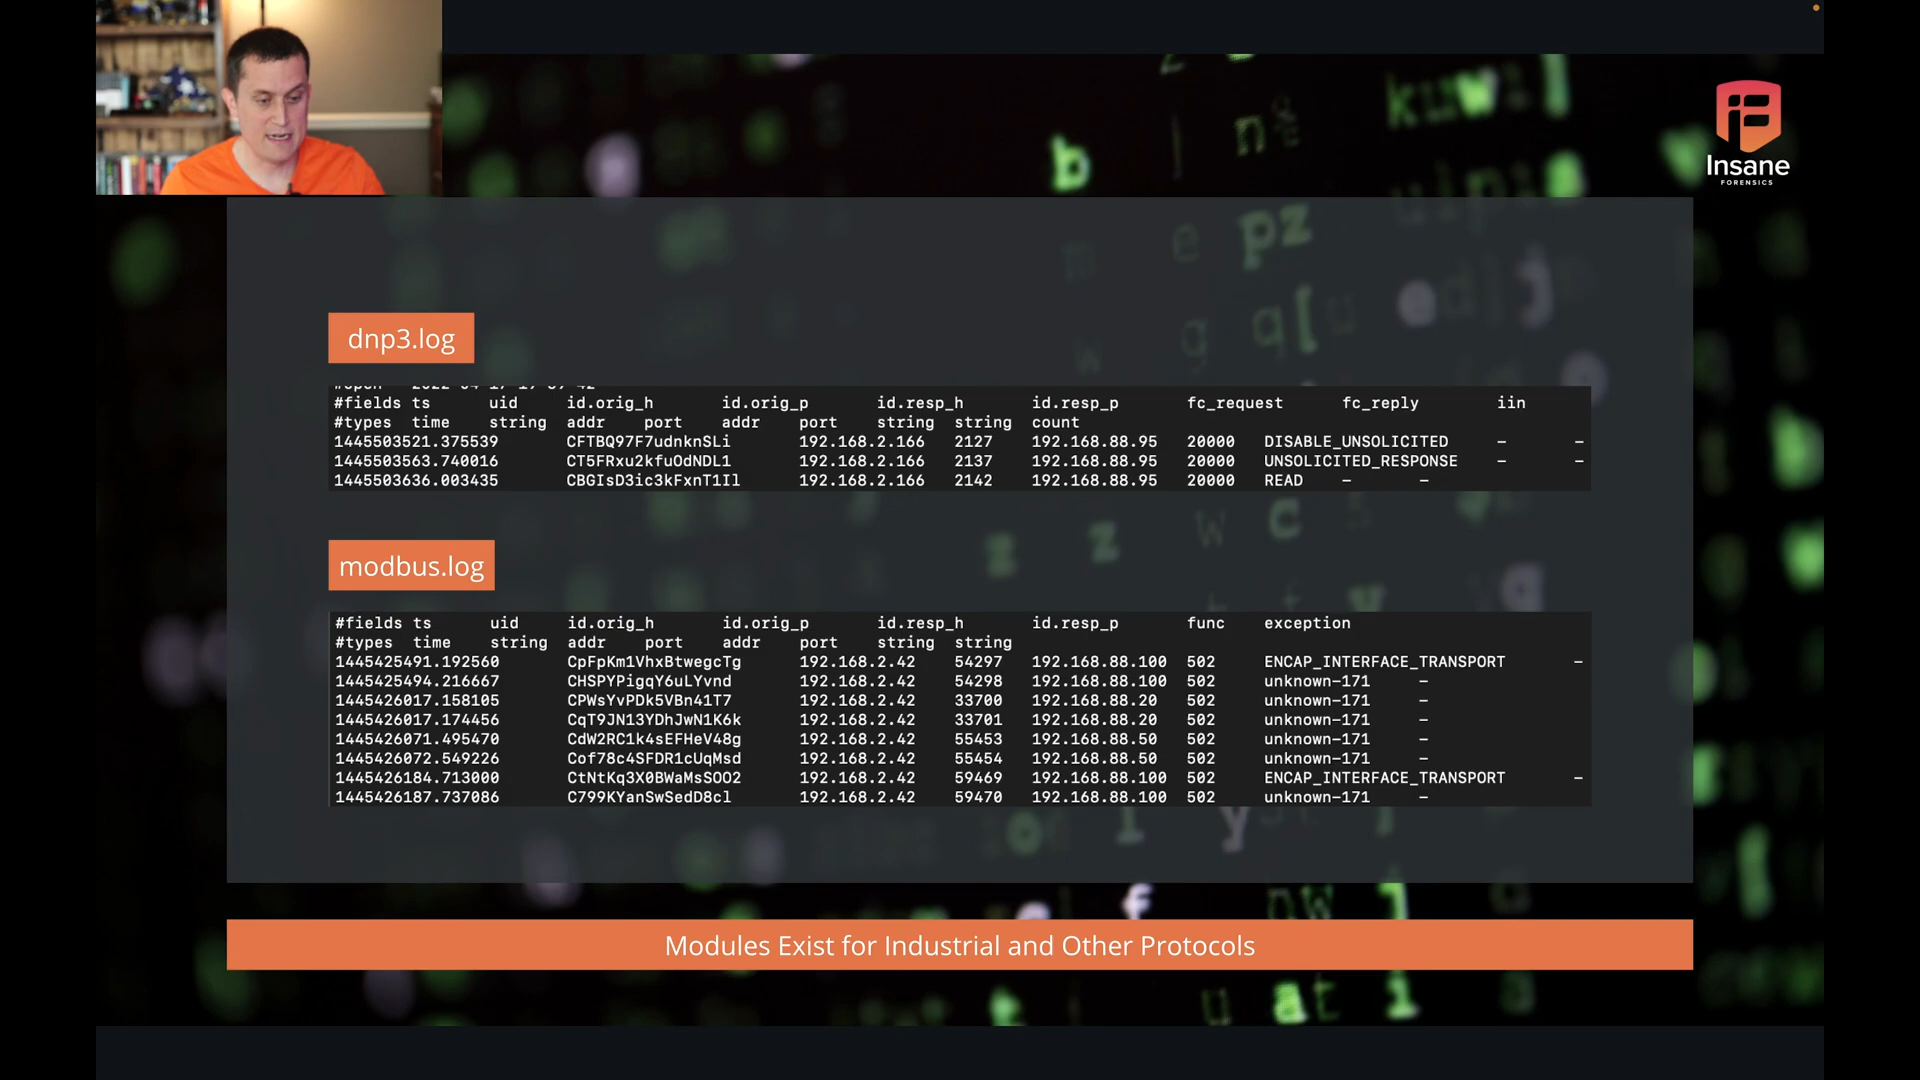 Insane
FORENSICS
dnp3.log
#fields ts uid id.orig_h id.orig_p id.resp_h id.resp_p fc_request fc_reply iin
#types time string addr port addr port string string count
1445503521.375539 CFTBQ97F7udnknSLi 192.168.2.166 2127 192.168.88.95 20000 DISABLE_UNSOLICITED – –
1445503563.740016 CT5FRxu2kfuOdNDL1 192.168.2.166 2137 192.168.88.95 20000 UNSOLICITED_RESPONSE – –
1445503636.003435 CBGIsD3ic3kFxnT1Il 192.168.2.166 2142 192.168.88.95 20000 READ – –
modbus.log
#fields ts uid id.orig_h id.orig_p id.resp_h id.resp_p func exception
#types time string addr port addr port string string
1445425491.192560 CpFpKm1VhxBtwegcTg 192.168.2.42 54297 192.168.88.100 502 ENCAP_INTERFACE_TRANSPORT –
1445425494.216667 CHSPYPigqY6uLYvnd 192.168.2.42 54298 192.168.88.100 502 unknown-171 –
1445426017.158105 CPWsYvPDk5VBn41T7 192.168.2.42 33700 192.168.88.20 502 unknown-171 –
1445426017.174456 CqT9JN13YDhJwN1K6k 192.168.2.42 33701 192.168.88.20 502 unknown-171 –
1445426071.495470 CdW2RC1k4sEFHeV48g 192.168.2.42 55453 192.168.88.50 502 unknown-171 –
1445426072.549226 Cof78c4SFDR1cUqMsd 192.168.2.42 55454 192.168.88.50 502 unknown-171 –
1445426184.713000 CtNtKq3X0BWaMsSOO2 192.168.2.42 59469 192.168.88.100 502 ENCAP_INTERFACE_TRANSPORT –
1445426187.737086 C799KYanSwSedD8cl 192.168.2.42 59470 192.168.88.100 502 unknown-171 –
Modules Exist for Industrial and Other Protocols